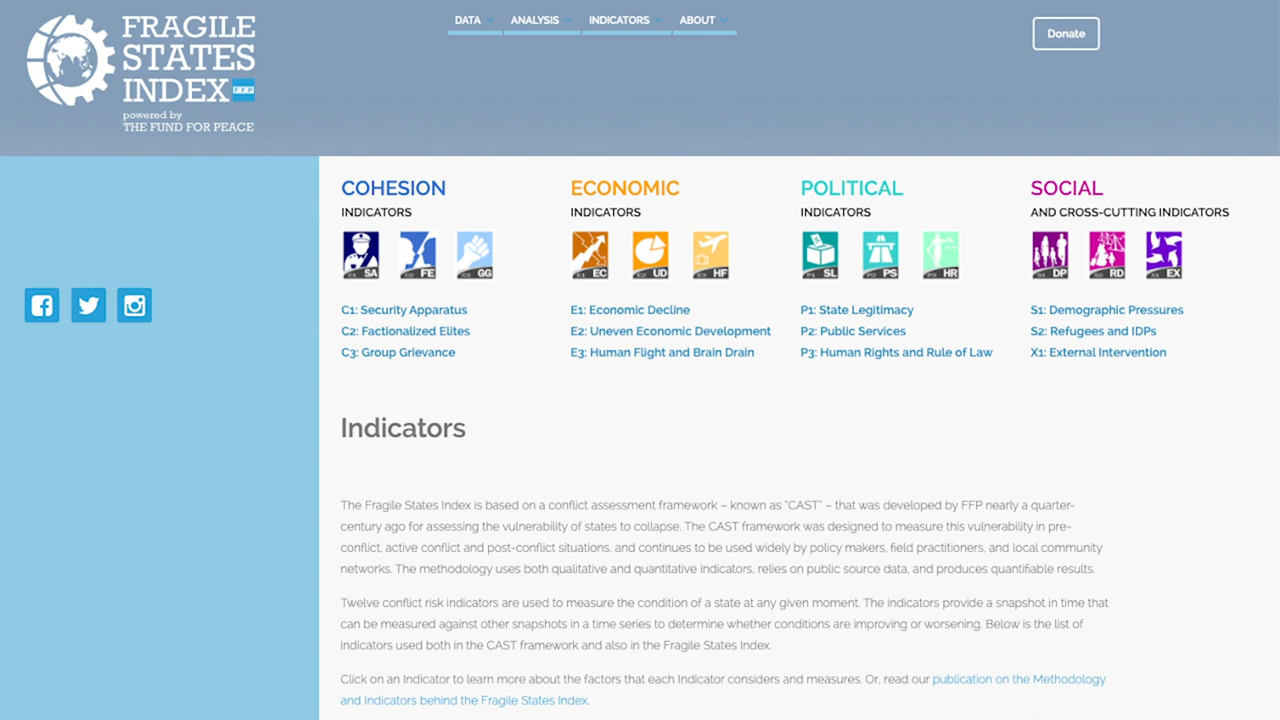 FRAGILE
STATES
INDEX FFP
powered by
THE FUND FOR PEACE
DATA
ANALYSIS
INDICATORS
ABOUT
Donate
COHESION
INDICATORS
C1 SA
C2 FE
C3 GG
C1: Security Apparatus
C2: Factionalized Elites
C3: Group Grievance
ECONOMIC
INDICATORS
E1 EC
E2 UD
E3 HF
E1: Economic Decline
E2: Uneven Economic Development
E3: Human Flight and Brain Drain
POLITICAL
INDICATORS
P1 SL
P2 PS
P3 HR
P1: State Legitimacy
P2: Public Services
P3: Human Rights and Rule of Law
SOCIAL
AND CROSS-CUTTING INDICATORS
S1 DP
S2 RD
X1 EX
S1: Demographic Pressures
S2: Refugees and IDPs
X1: External Intervention
Indicators
The Fragile States Index is based on a conflict assessment framework – known as “CAST” – that was developed by FFP nearly a quarter-
century ago for assessing the vulnerability of states to collapse. The CAST framework was designed to measure this vulnerability in pre-
conflict, active conflict and post-conflict situations, and continues to be used widely by policy makers, field practitioners, and local community
networks. The methodology uses both qualitative and quantitative indicators, relies on public source data, and produces quantifiable results.
Twelve conflict risk indicators are used to measure the condition of a state at any given moment. The indicators provide a snapshot in time that
can be measured against other snapshots in a time series to determine whether conditions are improving or worsening. Below is the list of
indicators used both in the CAST framework and also in the Fragile States Index.
Click on an Indicator to learn more about the factors that each Indicator considers and measures. Or, read our publication on the Methodology
and Indicators behind the Fragile States Index.